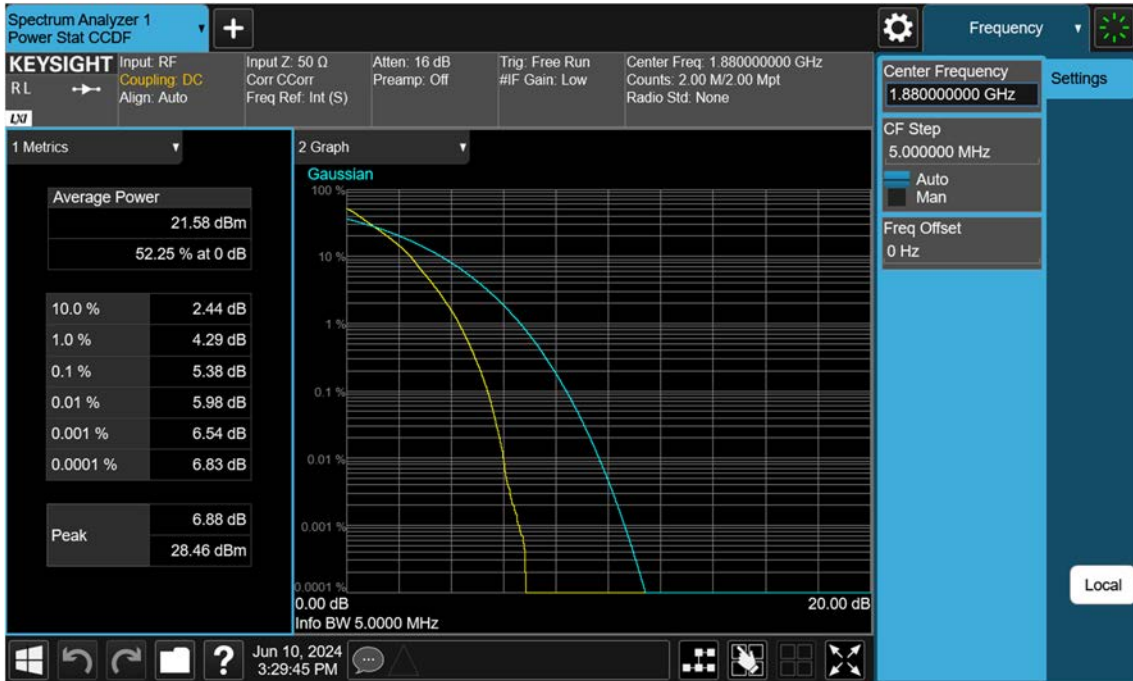 Spectrum Analyzer 1
Power Stat CCDF
Frequency
KEYSIGHT
R L
LXI
Input: RF
Coupling: DC
Align: Auto
Input Z: 50 Ω
Corr CCorr
Freq Ref: Int (S)
Atten: 16 dB
Preamp: Off
Trig: Free Run
#IF Gain: Low
Center Freq: 1.880000000 GHz
Counts: 2.00 M/2.00 Mpt
Radio Std: None
Center Frequency
1.880000000 GHz
Settings
CF Step
5.000000 MHz
Auto
Man
Freq Offset
0 Hz
Local
1 Metrics
Average Power
21.58 dBm
52.25 % at 0 dB
10.0 % 2.44 dB
1.0 % 4.29 dB
0.1 % 5.38 dB
0.01 % 5.98 dB
0.001 % 6.54 dB
0.0001 % 6.83 dB
Peak
6.88 dB
28.46 dBm
2 Graph
Gaussian
100 %
10 %
1 %
0.1 %
0.01 %
0.001 %
0.0001 %
0.00 dB
20.00 dB
Info BW 5.0000 MHz
?
Jun 10, 2024
3:29:45 PM